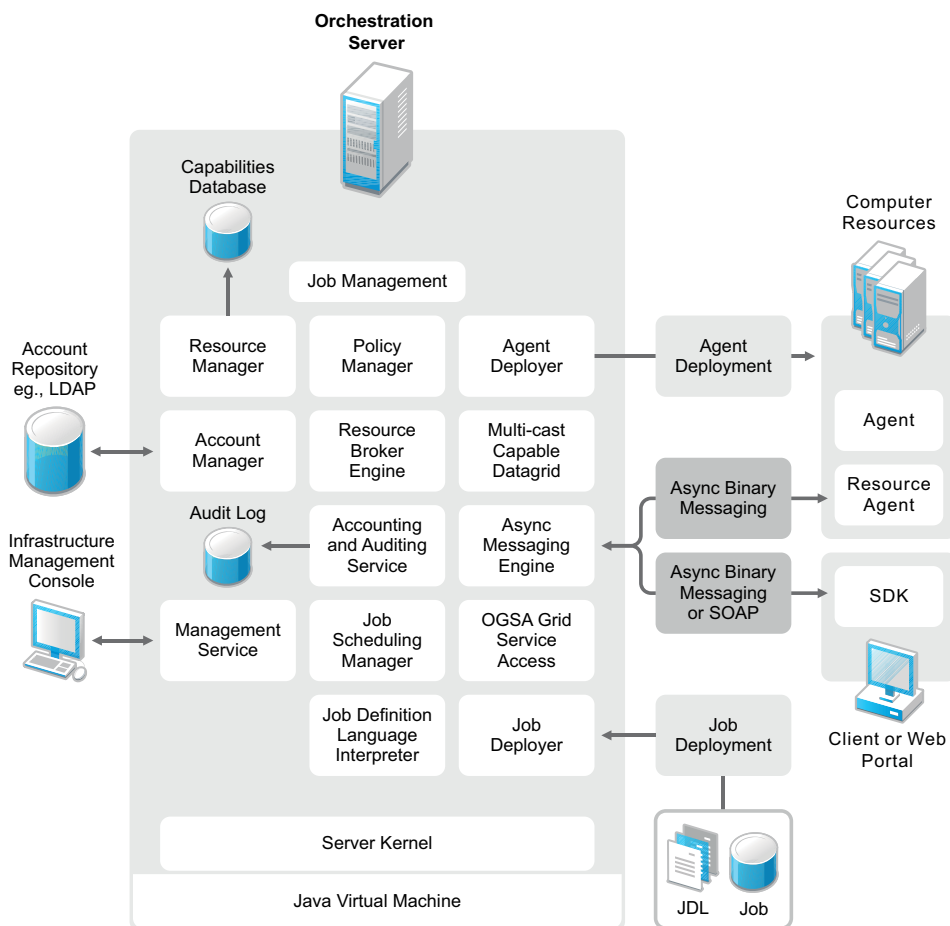 Orchestration
Server
Capabilities
Database
Computer
Resources
Job Management
Account
Repository
eg., LDAP
Resource
Manager
Policy
Manager
Agent
Deployer
Agent
Deployment
Agent
Account
Manager
Resource
Broker
Engine
Multi-cast
Capable
Datagrid
Async Binary
Messaging
Resource
Agent
Infrastructure
Management
Console
Audit Log
Accounting
and Auditing
Service
Async
Messaging
Engine
Async Binary
Messaging
or SOAP
SDK
Management
Service
Job
Scheduling
Manager
OGSA Grid
Service
Access
Job Definition
Language
Interpreter
Job
Deployer
Job
Deployment
Client or Web
Portal
Server Kernel
Java Virtual Machine
JDL
Job